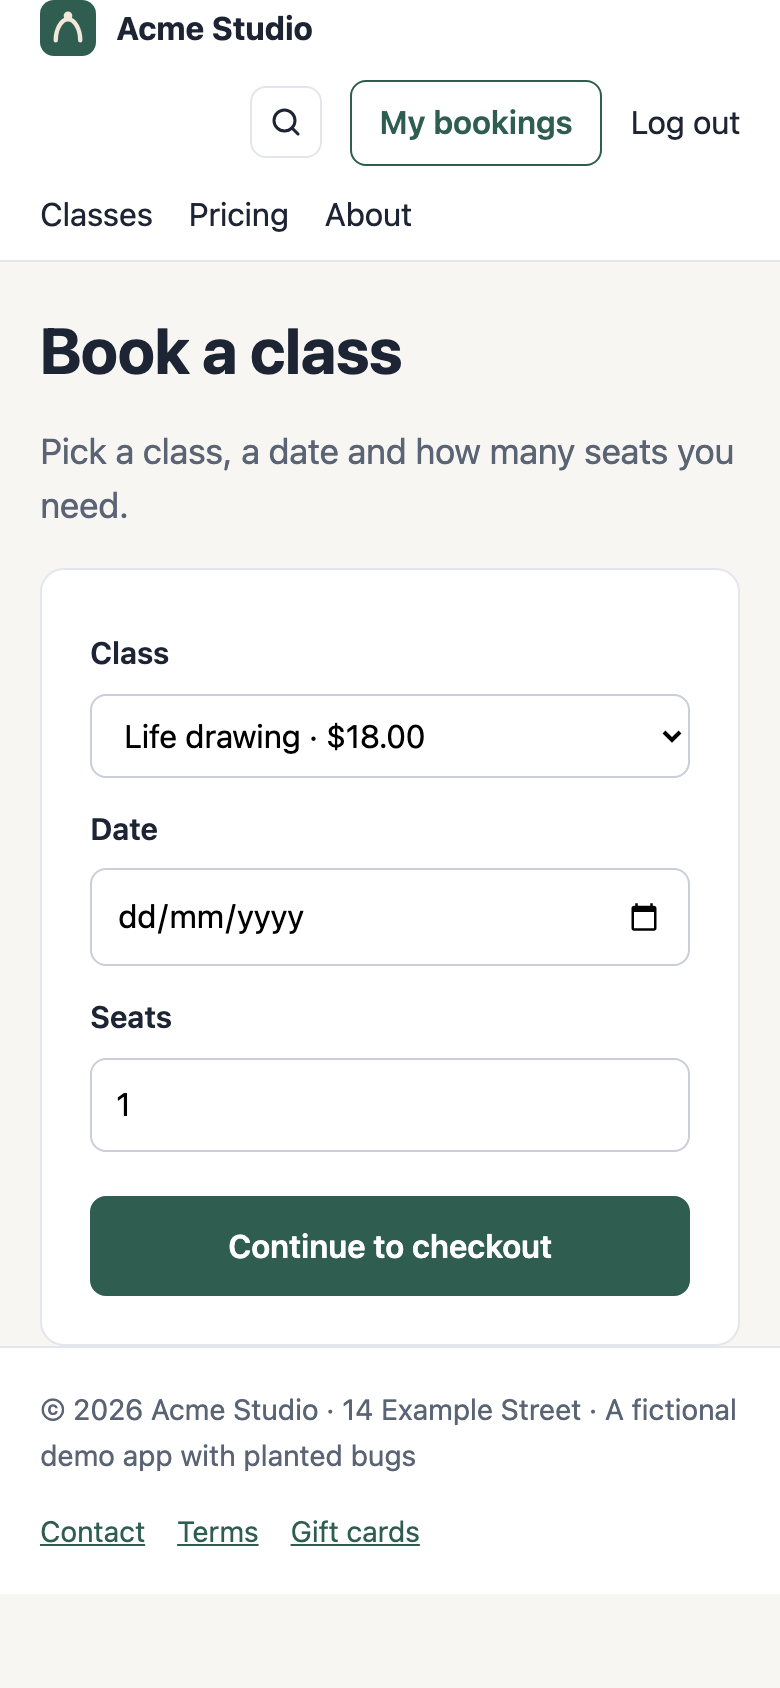 Acme Studio
My bookings
Log out
Classes
Pricing
About
Book a class
Pick a class, a date and how many seats you
need.
Class
Life drawing · $18.00
Date
dd/mm/yyyy
Seats
1
Continue to checkout
© 2026 Acme Studio · 14 Example Street · A fictional
demo app with planted bugs
Contact
Terms
Gift cards